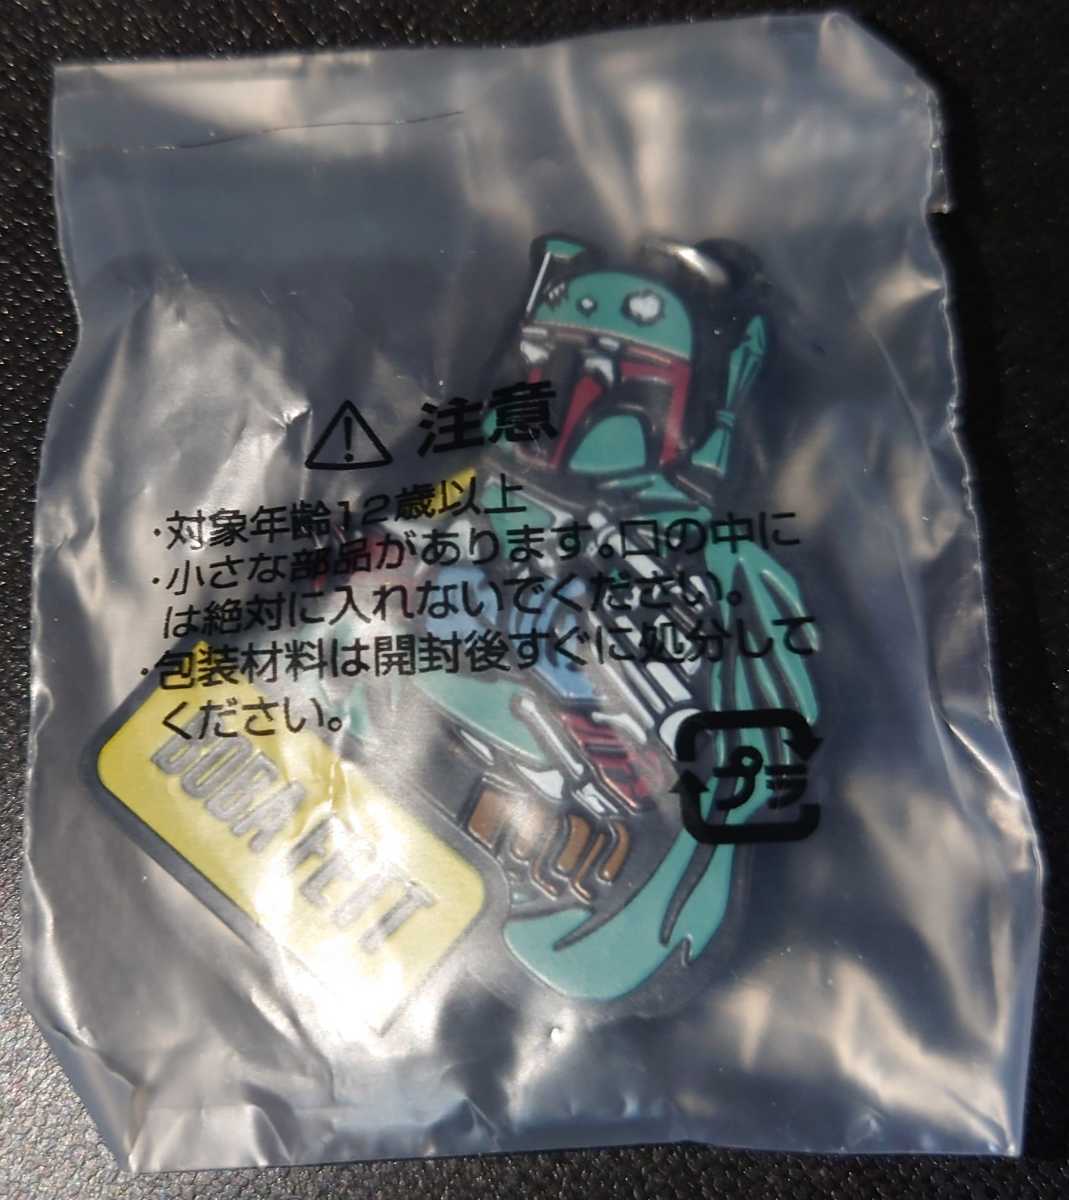 注意
・対象年齢12歳以上
・小さな部品があります。口の中に
は絶対に入れないでください。
・包装材料は開封後すぐに処分して
ください。
プラ
BOBA FETT